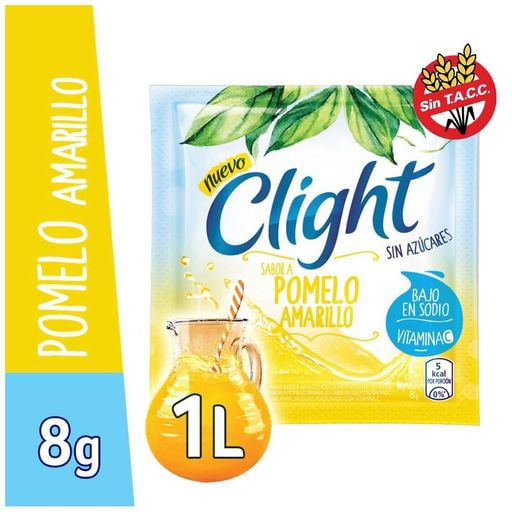 POMELO AMARILLO
8g
Sin T.A.C.C.
Nuevo
Clight
SIN AZÚCARES
SABOR A
POMELO
AMARILLO
BAJO
EN SODIO
VITAMINA C
5
kcal
POR PORCIÓN
0%
8g
1L